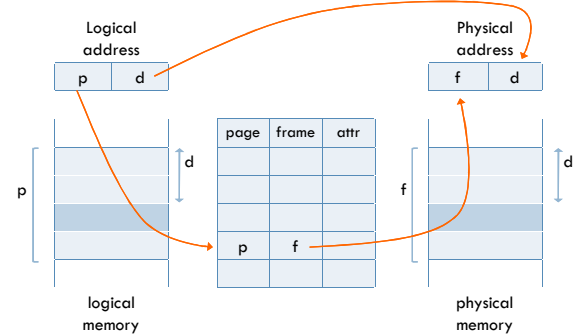 Logical
address
Physical
address
p d
f d
page frame attr
d
d
p
f
p f
logical
memory
physical
memory